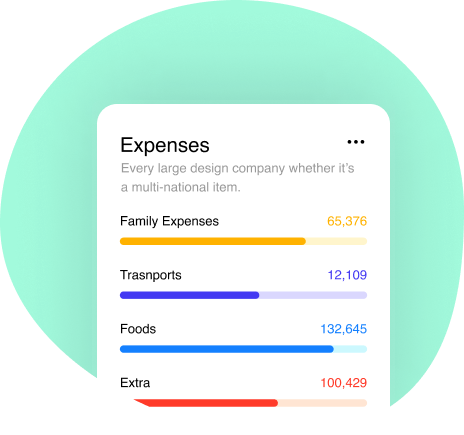 Expenses
Every large design company whether it’s
a multi-national item.
Family Expenses 65,376
Trasnports 12,109
Foods 132,645
Extra 100,429